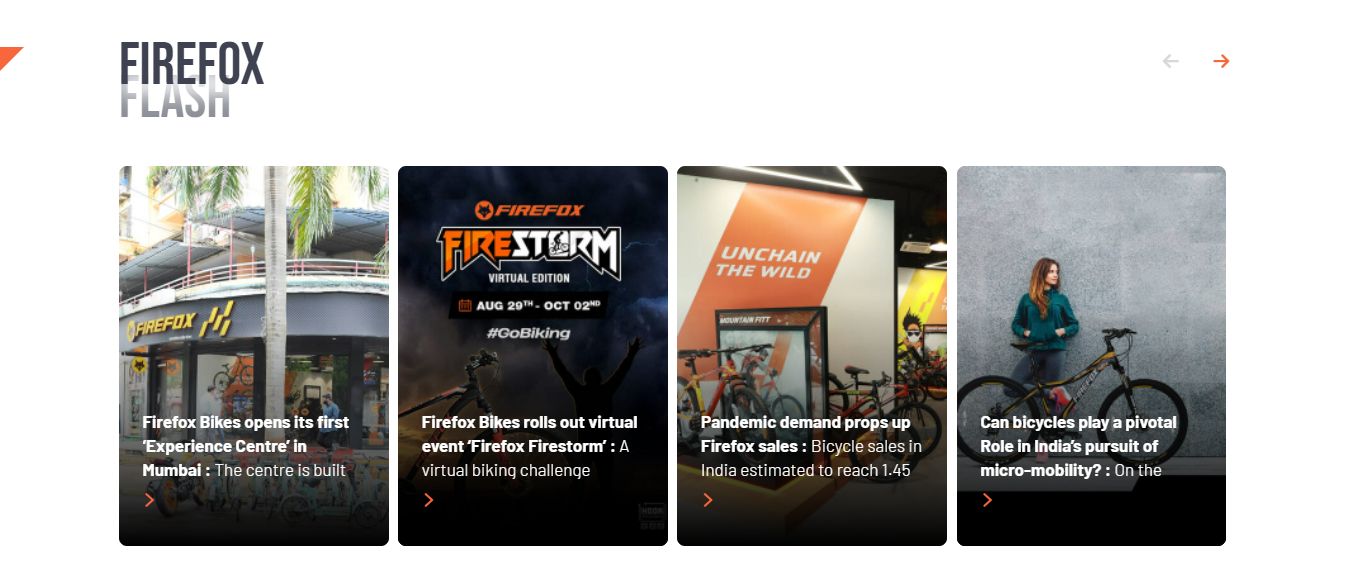 FIREFOX
FLASH
FIREFOX
Firefox Bikes opens its first
‘Experience Centre’ in
Mumbai : The centre is built
FIREFOX
FIRESTORM
VIRTUAL EDITION
AUG 29TH - OCT 02ND
#GoBiking
Firefox Bikes rolls out virtual
event ‘Firefox Firestorm’ : A
virtual biking challenge
UNCHAIN
THE WILD
MOUNTAIN FITT
Pandemic demand props up
Firefox sales : Bicycle sales in
India estimated to reach 1.45
FIREFOX
Can bicycles play a pivotal
Role in India’s pursuit of
micro-mobility? : On the